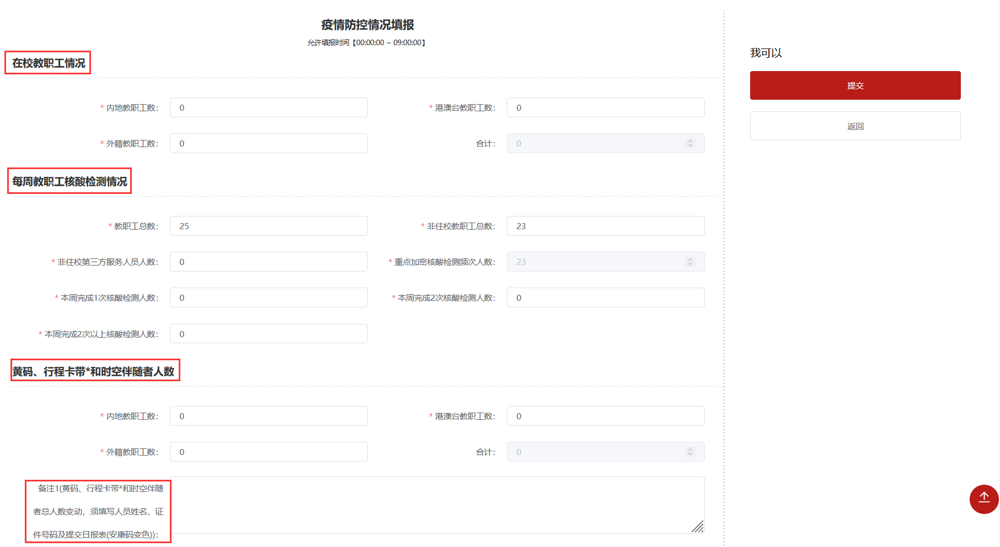 疫情防控情况填报
允许填报时间【00:00:00 ~ 09:00:00】
在校教职工情况
* 内地教职工数： 0
* 港澳台教职工数： 0
* 外籍教职工数： 0
合计： 0
每周教职工核酸检测情况
* 教职工总数： 25
* 非住校教职工总数： 23
* 非住校第三方服务人员人数： 0
* 重点加密核酸检测频次人数： 23
* 本周完成1次核酸检测人数： 0
* 本周完成2次核酸检测人数： 0
* 本周完成2次以上核酸检测人数： 0
黄码、行程卡带*和时空伴随者人数
* 内地教职工数： 0
* 港澳台教职工数： 0
* 外籍教职工数： 0
合计： 0
备注1(黄码、行程卡带*和时空伴随
者总人数变动，须填写人员姓名、证
件号码及提交日报表(安康码变色))：
我可以
提交
返回